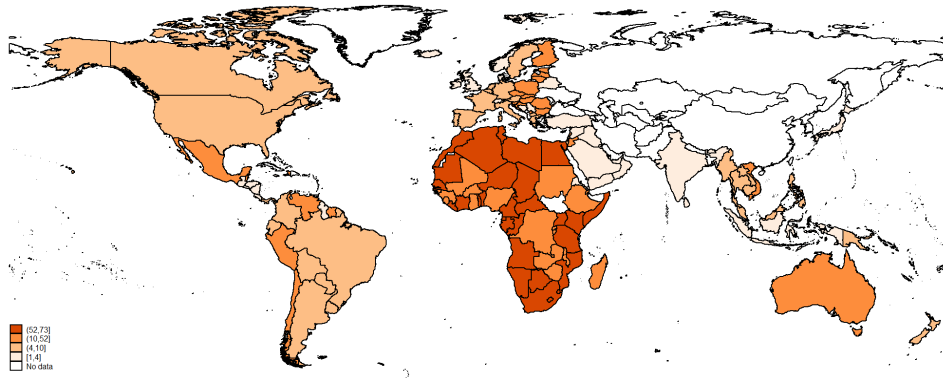 (52,73]
(10,52]
(4,10]
[1,4]
No data